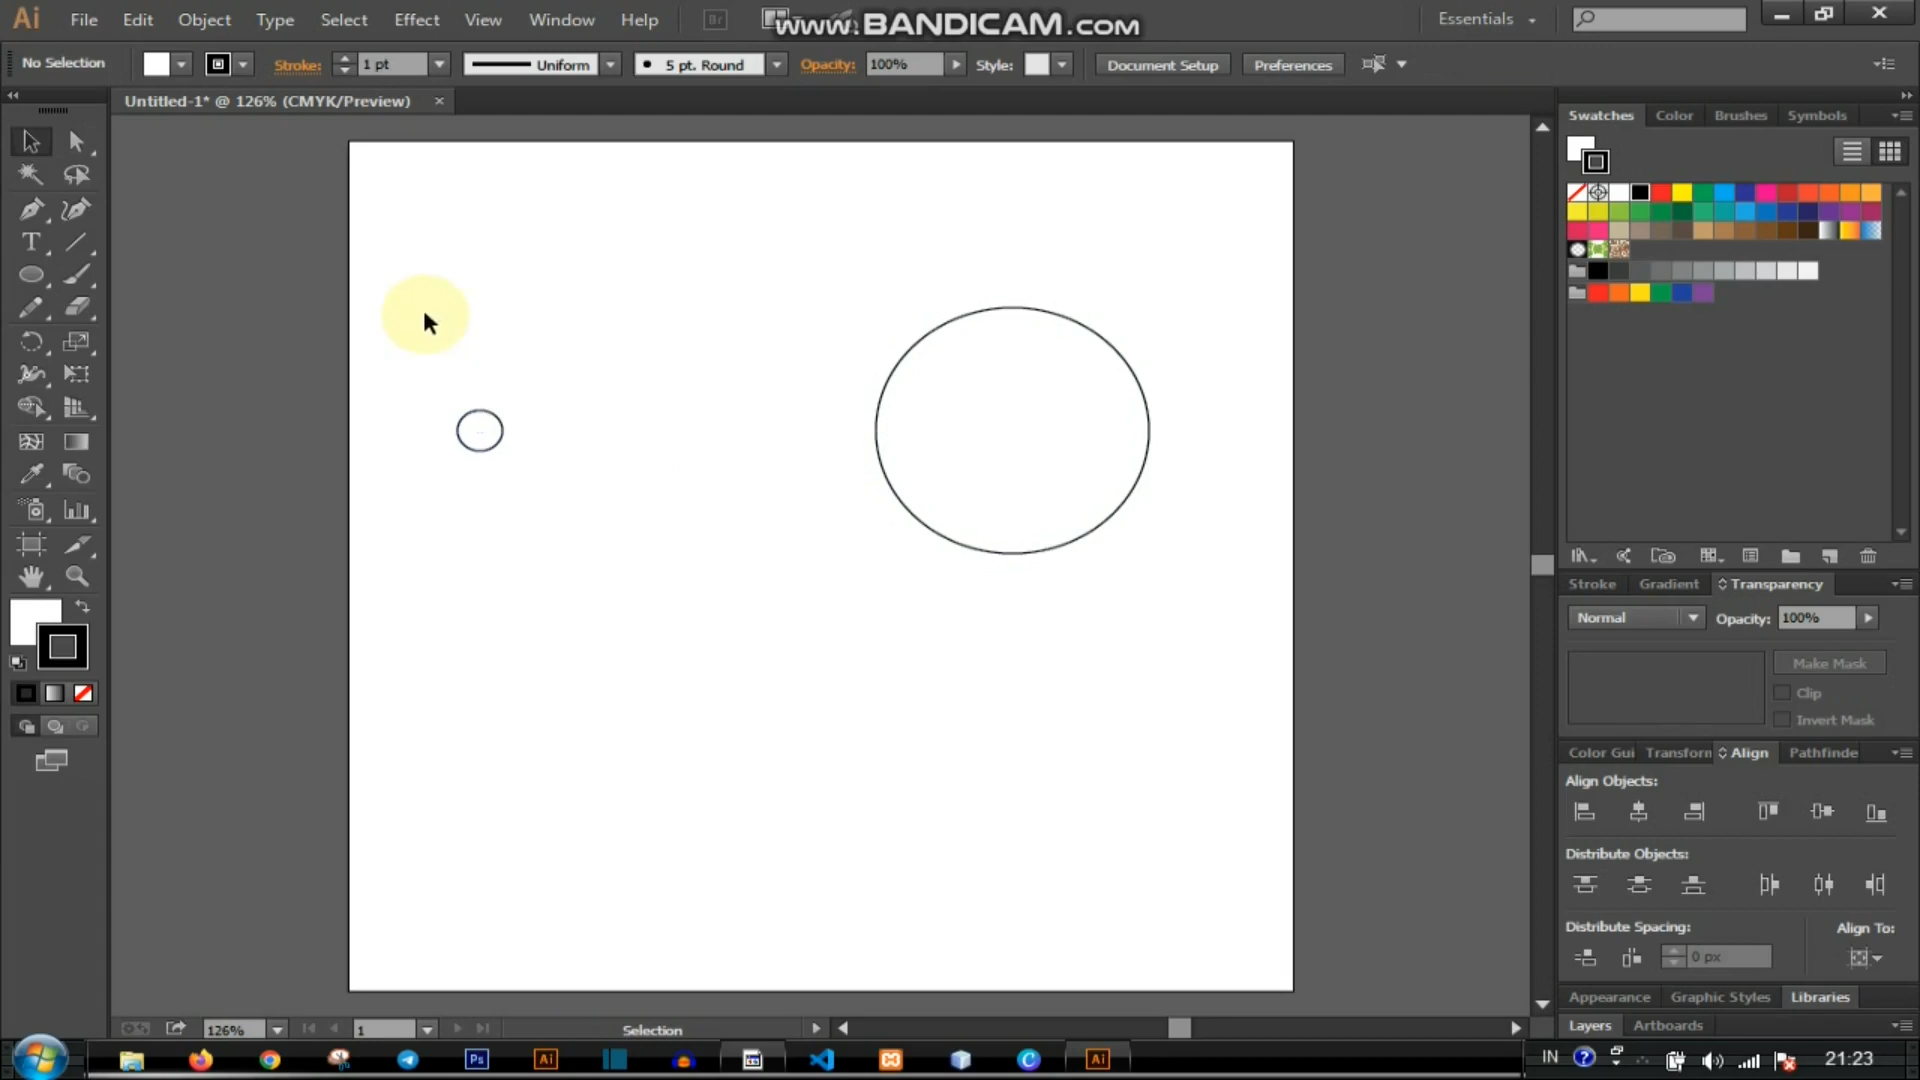 Ai File Edit Object Type Select Effect View Window Help Br www.BANDICAM.com Essentials
No Selection Stroke: 1 pt Uniform 5 pt. Round Opacity: 100% Style: Document Setup Preferences
Untitled-1* @ 126% (CMYK/Preview)
Swatches Color Brushes Symbols
T
Stroke Gradient Transparency
Normal Opacity: 100%
Make Mask
Clip
Invert Mask
Color Gui Transform Align Pathfinde
Align Objects:
Distribute Objects:
Distribute Spacing: Align To:
0 px
Appearance Graphic Styles Libraries
Layers Artboards
126% 1 Selection
Ps Ai Ai IN 21:23